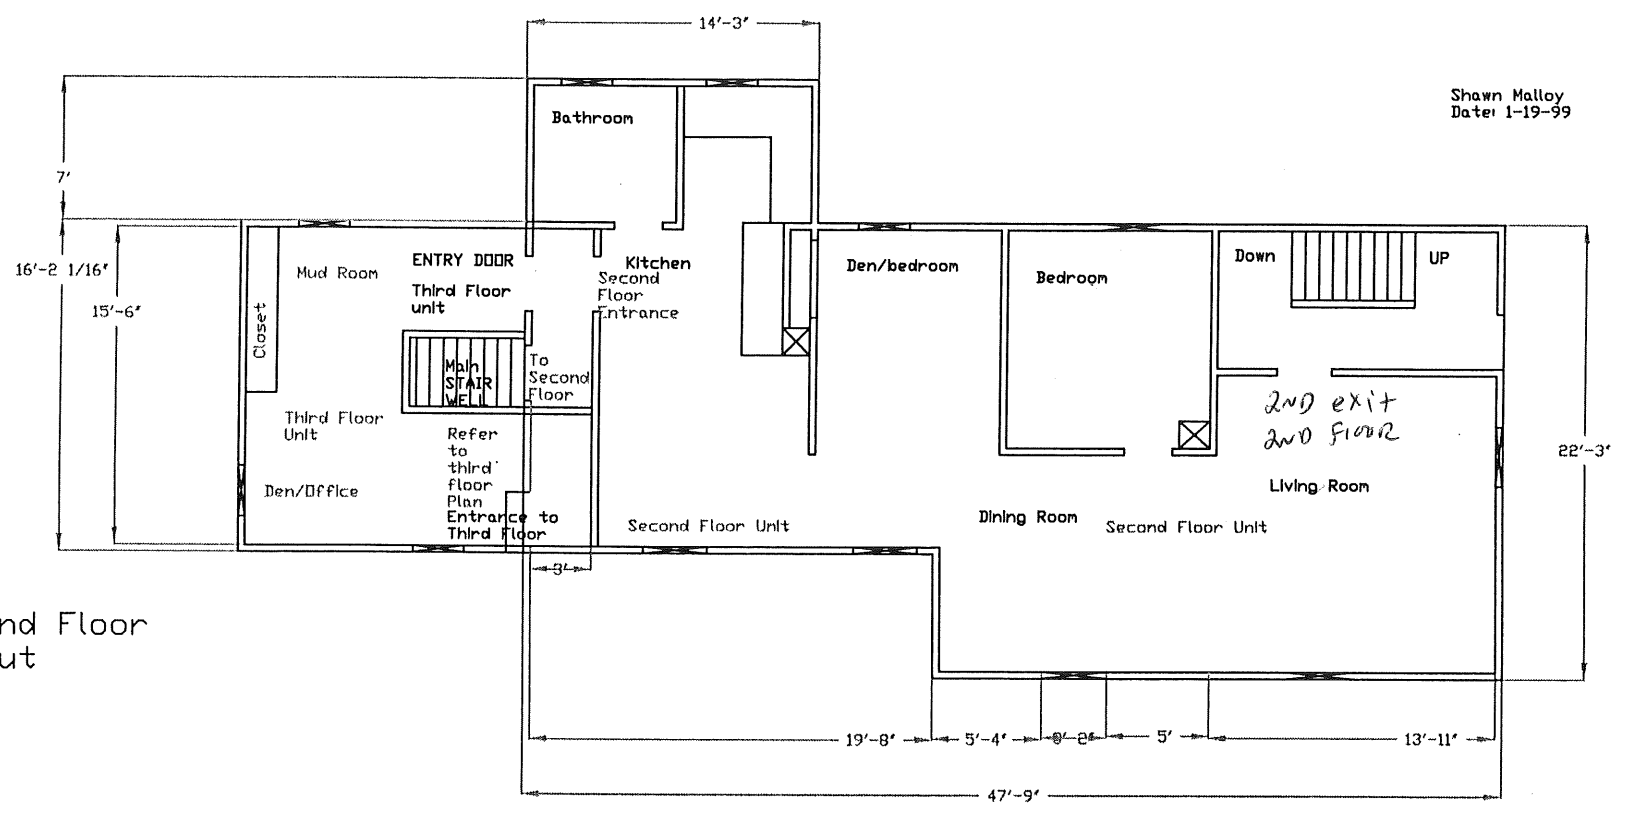 14'-3"
Shawn Malloy
Date: 1-19-99
Bathroom
7'
16'-2 1/16"
15'-6"
Mud Room
ENTRY DOOR
Third Floor
unit
Closet
Kitchen
Second
Floor
Entrance
Den/bedroom
Bedroom
Down
UP
Main
STAIR
WELL
To
Second
Floor
2ND exit
2ND FLOOR
Third Floor
Unit
Refer
to
third
floor
Plan
Entrance to
Third Floor
Den/Office
22'-3"
Living Room
Dining Room
Second Floor Unit
Second Floor Unit
3'
nd Floor
ut
19'-8"
5'-4"
5'
13'-11"
47'-9"